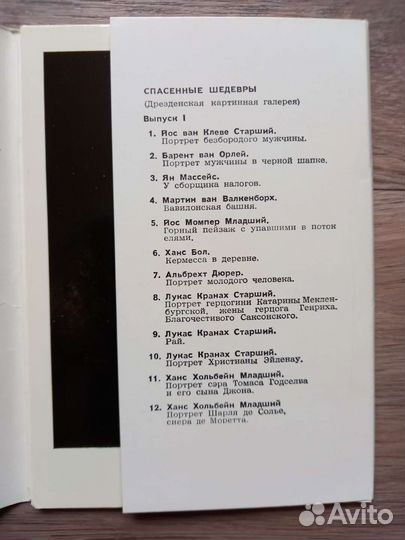 СПАСЕННЫЕ ШЕДЕВРЫ
(Дрезденская картинная галерея)
Выпуск I
1. Йос ван Клеве Старший.
Портрет безбородого мужчины.
2. Барент ван Орлей.
Портрет мужчины в черной шапке.
3. Ян Массейс.
У сборщика налогов.
4. Мартин ван Валкенборх.
Вавилонская башня.
5. Йос Момпер Младший.
Горный пейзаж с упавшими в поток
елями.
6. Ханс Бол.
Кермесса в деревне.
7. Альбрехт Дюрер.
Портрет молодого человека.
8. Лукас Кранах Старший.
Портрет герцогини Катарины Меклен-
бургской, жены герцога Генриха
Благочестивого Саксонского.
9. Лукас Кранах Старший.
Рай.
10. Лукас Кранах Старший.
Портрет Христианы Эйленау.
11. Ханс Хольбейн Младший.
Портрет сэра Томаса Годселва
и его сына Джона.
12. Ханс Хольбейн Младший
Портрет Шарля де Солье,
сиера де Моретта.
Avito